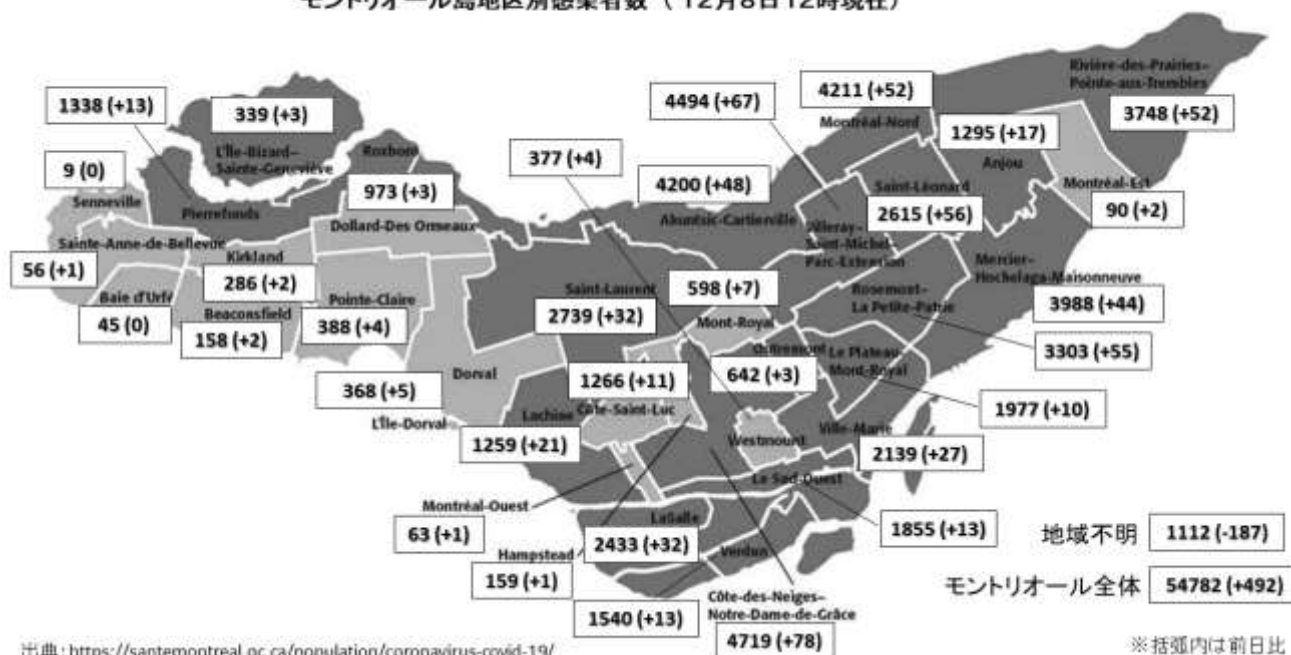 モントリオール島地区別感染者数 (12月8日12時現在)
Rivière-des-Prairies–
Pointe-aux-Trembles
3748 (+52)
4211 (+52)
Montréal-Nord
4494 (+67)
1338 (+13)
339 (+3)
L'Île-Bizard–
Sainte-Geneviève
Roxboro
1295 (+17)
Anjou
377 (+4)
9 (0)
Senneville
973 (+3)
Pierrefonds
4200 (+48)
Ahuntsic-Cartierville
Saint-Léonard
2615 (+56)
Montréal-Est
90 (+2)
Dollard-Des Ormeaux
Villeray–
Saint-Michel–
Parc-Extension
Sainte-Anne-de-Bellevue
56 (+1)
Kirkland
286 (+2)
Mercier–
Hochelaga-Maisonneuve
3988 (+44)
Baie d'Urfé
45 (0)
Beaconsfield
158 (+2)
Pointe-Claire
388 (+4)
Saint-Laurent
2739 (+32)
598 (+7)
Mont-Royal
Rosemont–
La Petite-Patrie
3303 (+55)
Outremont
642 (+3)
Le Plateau-
Mont-Royal
1977 (+10)
Dorval
368 (+5)
L'Île-Dorval
1266 (+11)
Côte-Saint-Luc
Lachine
1259 (+21)
Westmount
Ville-Marie
2139 (+27)
Le Sud-Ouest
1855 (+13)
Montréal-Ouest
63 (+1)
LaSalle
2433 (+32)
Hampstead
159 (+1)
Verdun
1540 (+13)
Côte-des-Neiges–
Notre-Dame-de-Grâce
4719 (+78)
地域不明 1112 (-187)
モントリオール全体 54782 (+492)
出典: https://santemontreal.qc.ca/population/coronavirus-covid-19/
※括弧内は前日比